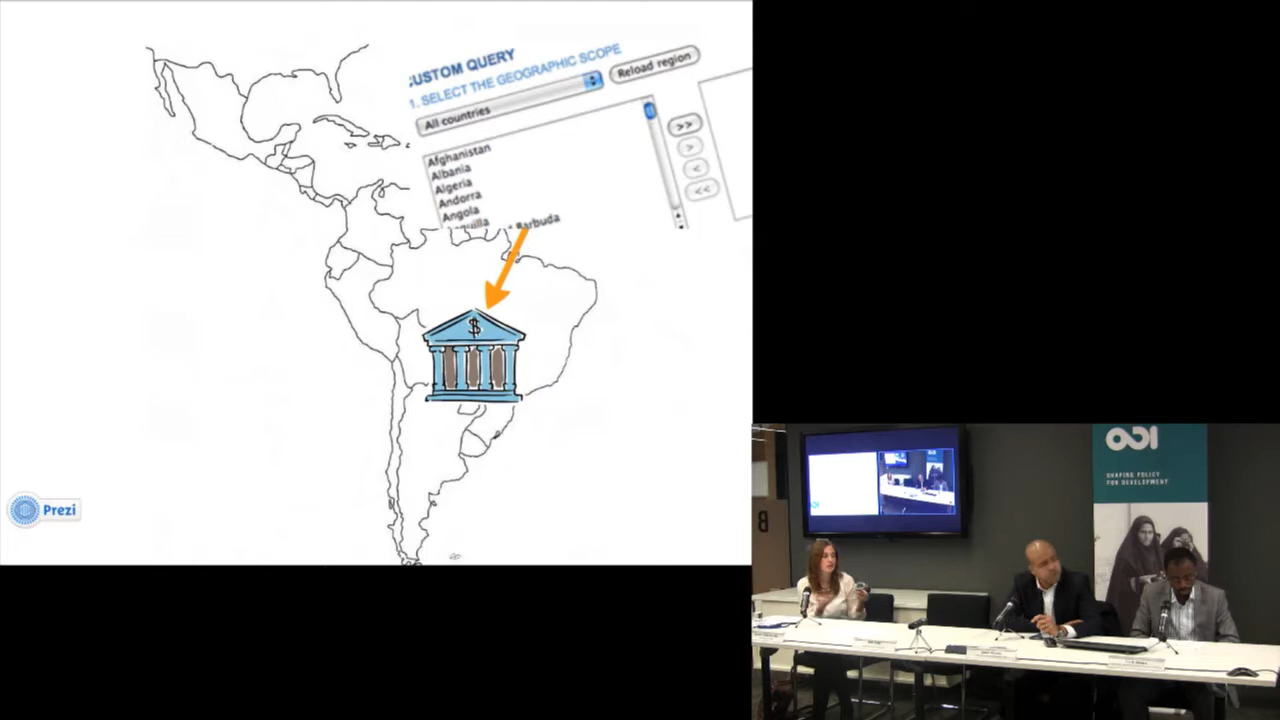 CUSTOM QUERY
1. SELECT THE GEOGRAPHIC SCOPE
All countries
Reload region
Afghanistan
Albania
Algeria
Andorra
Angola
Barbuda
>>
>
<
<<
$
Prezi
ODI
SHAPING POLICY
FOR DEVELOPMENT
B